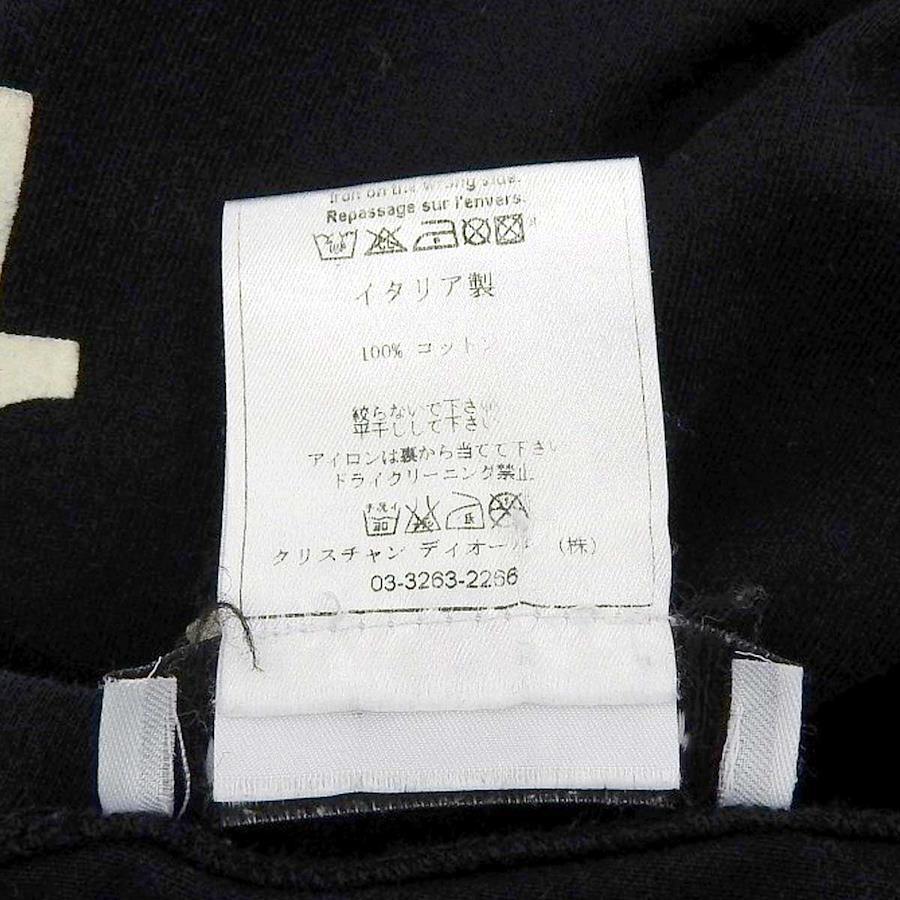 Iron on the wrong side.
Repassage sur l'envers.
イタリア製
100% コットン
絞らないで下さい
平干しして下さい
アイロンは裏から当てて下さい
ドライクリーニング禁止
手洗イ
クリスチャン ディオール (株)
03-3263-2266